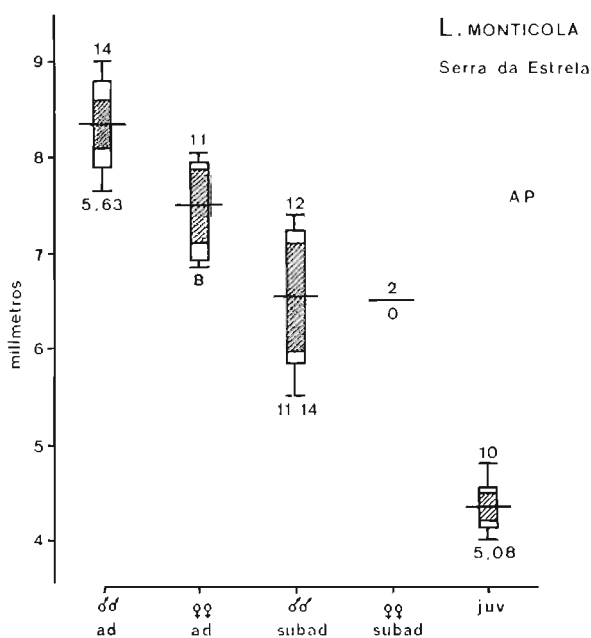 L. MONTICOLA
Serra da Estrela
AP
milímetros
9
8
7
6
5
4
14
5,63
11
8
12
11 14
2
0
10
5,08
♂♂ ♀♀ ♂♂ ♀♀ juv
ad ad subad subad